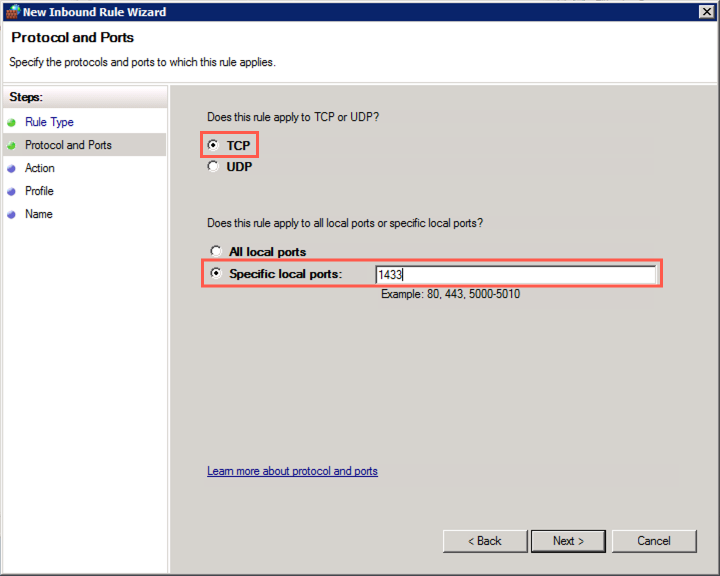 New Inbound Rule Wizard
Protocol and Ports
Specify the protocols and ports to which this rule applies.
Steps:
Rule Type
Protocol and Ports
Action
Profile
Name
Does this rule apply to TCP or UDP?
TCP
UDP
Does this rule apply to all local ports or specific local ports?
All local ports
Specific local ports: 1433
Example: 80, 443, 5000-5010
Learn more about protocol and ports
< Back Next > Cancel